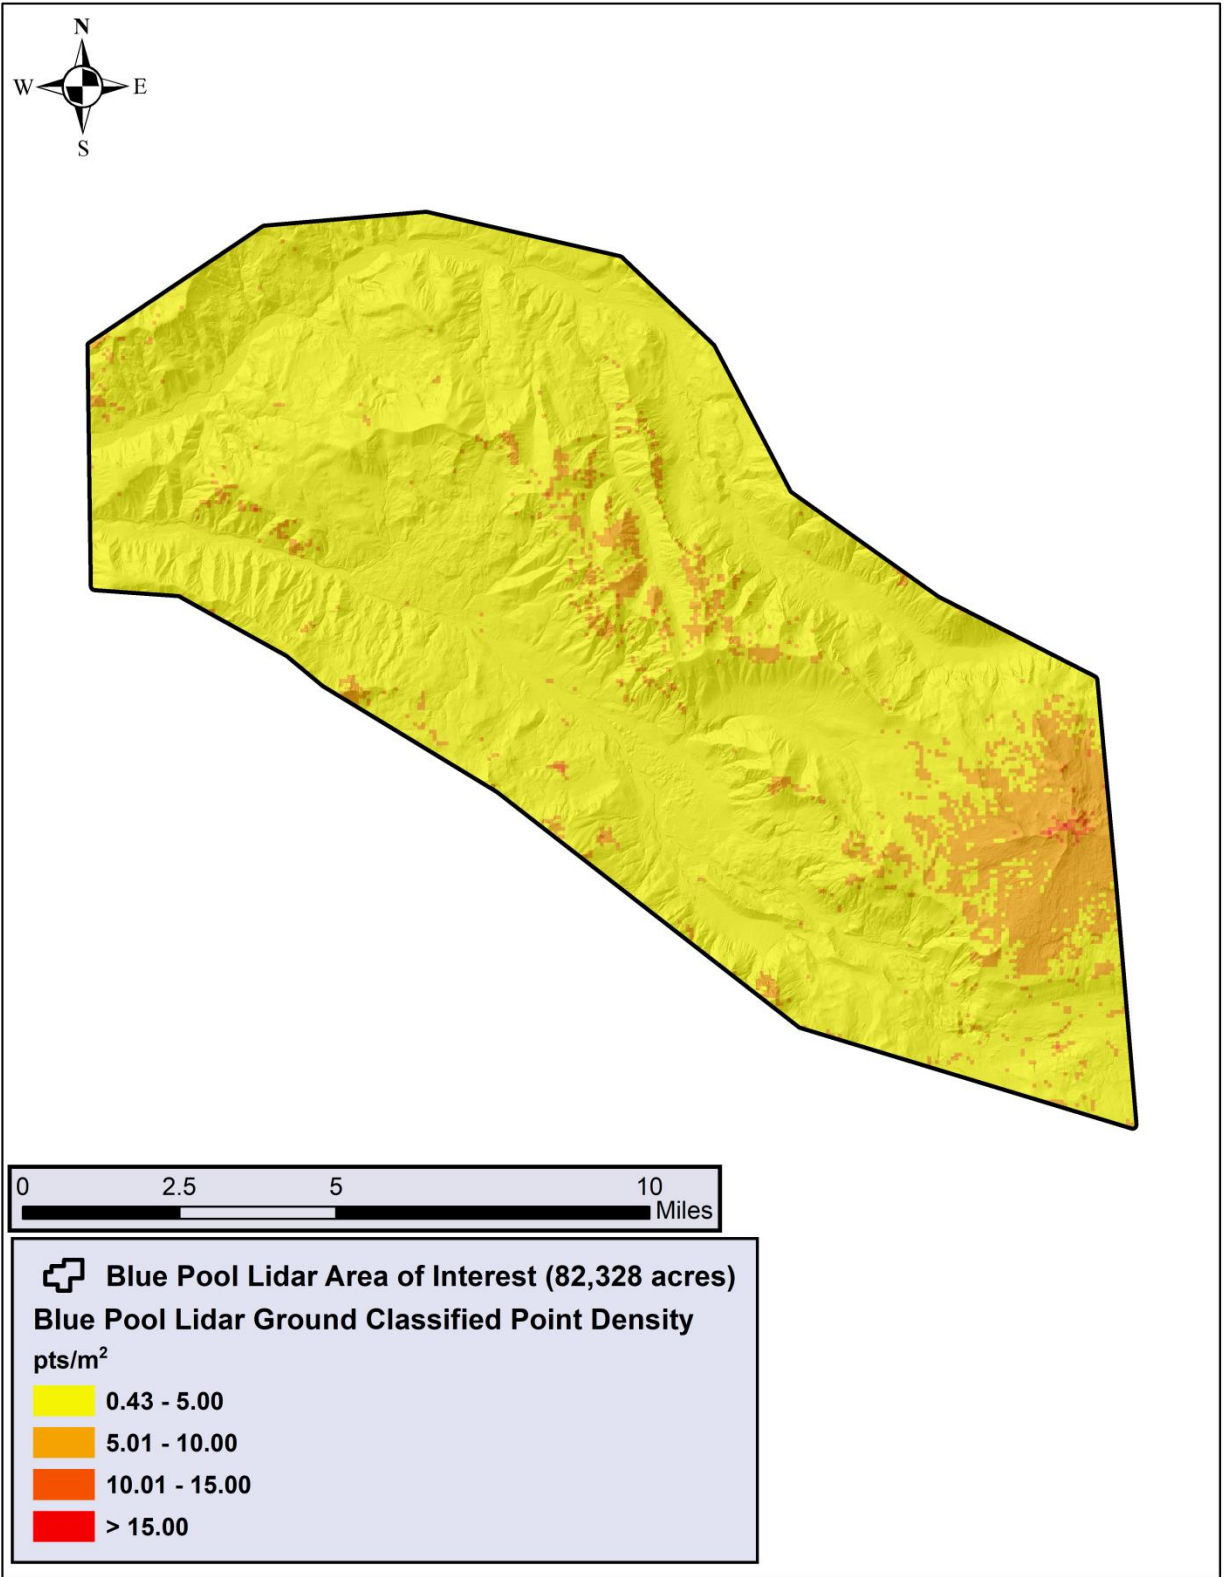 N
W E
S
0 2.5 5 10
Miles
Blue Pool Lidar Area of Interest (82,328 acres)
Blue Pool Lidar Ground Classified Point Density
pts/m²
0.43 - 5.00
5.01 - 10.00
10.01 - 15.00
> 15.00